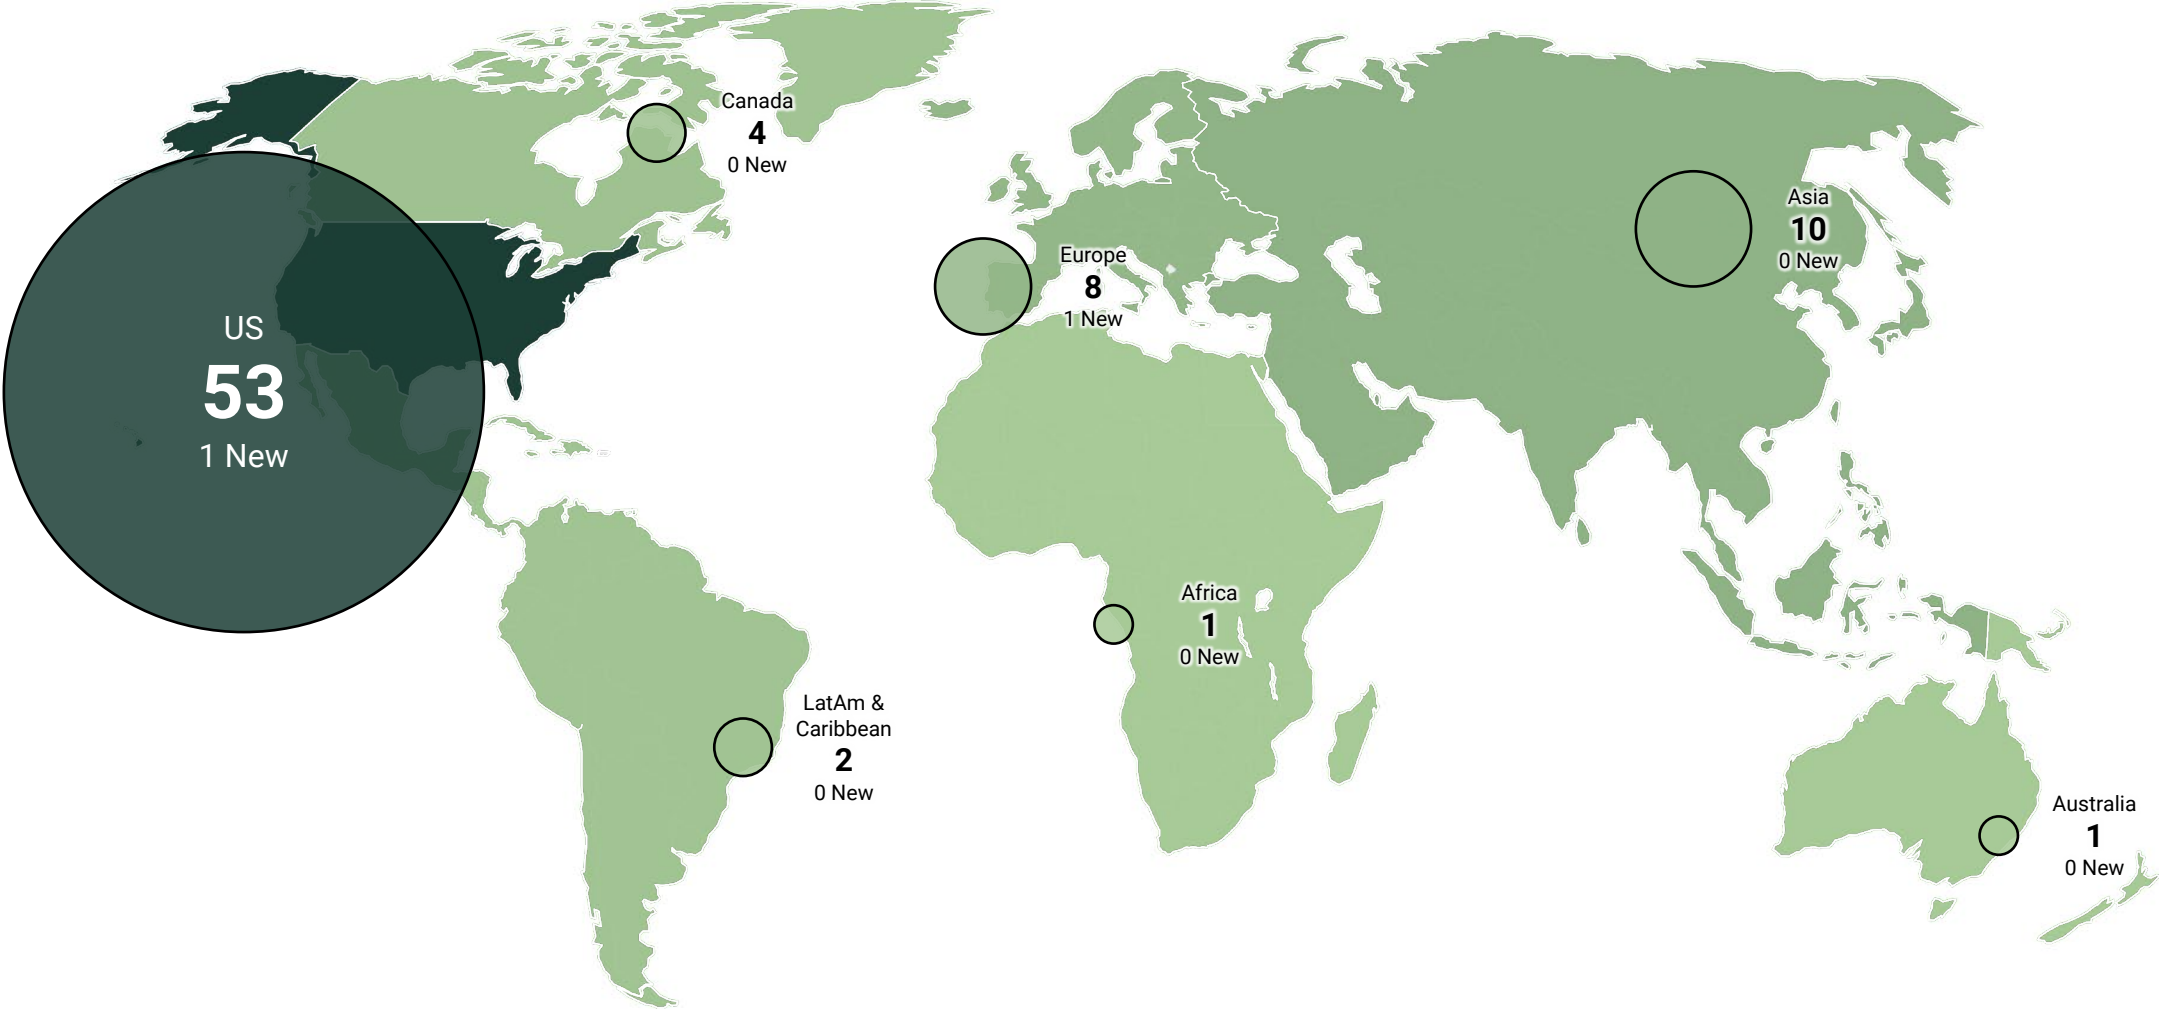 Canada
4
0 New
Asia
10
0 New
Europe
8
1 New
US
53
1 New
Africa
1
0 New
LatAm &
Caribbean
2
0 New
Australia
1
0 New